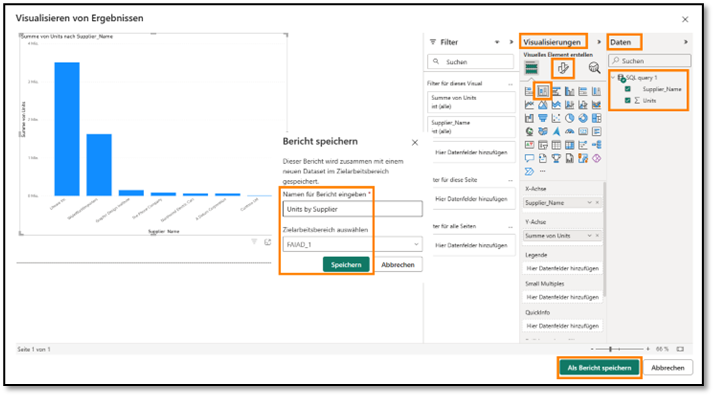 Visualisieren von Ergebnissen
Summe von Units nach Supplier_Name
Summe von Units
Supplier_Name
Bericht speichern
Dieser Bericht wird zusammen mit einem
neuen Dataset im Zielarbeitsbereich
gespeichert.
Namen für Bericht eingeben *
Units by Supplier
Zielarbeitsbereich auswählen
FAIAD_1
Speichern
Abbrechen
Filter
Suchen
Filter für dieses Visual
Summe von Units
ist (alle)
Supplier_Name
ist (alle)
Hier Datenfelder hinzufügen
ter für diese Seite
Hier Datenfelder hinzufügen
ter für alle Seiten
Hier Datenfelder hinzufügen
Visualisierungen
Visuelles Element erstellen
X-Achse
Supplier_Name
Y-Achse
Summe von Units
Legende
Hier Datenfelder hinzufügen
Small Multiples
Hier Datenfelder hinzufügen
QuickInfo
Hier Datenfelder hinzufügen
Daten
Suchen
SQL query 1
Supplier_Name
Units
Seite 1 von 1
66 %
Als Bericht speichern
Abbrechen